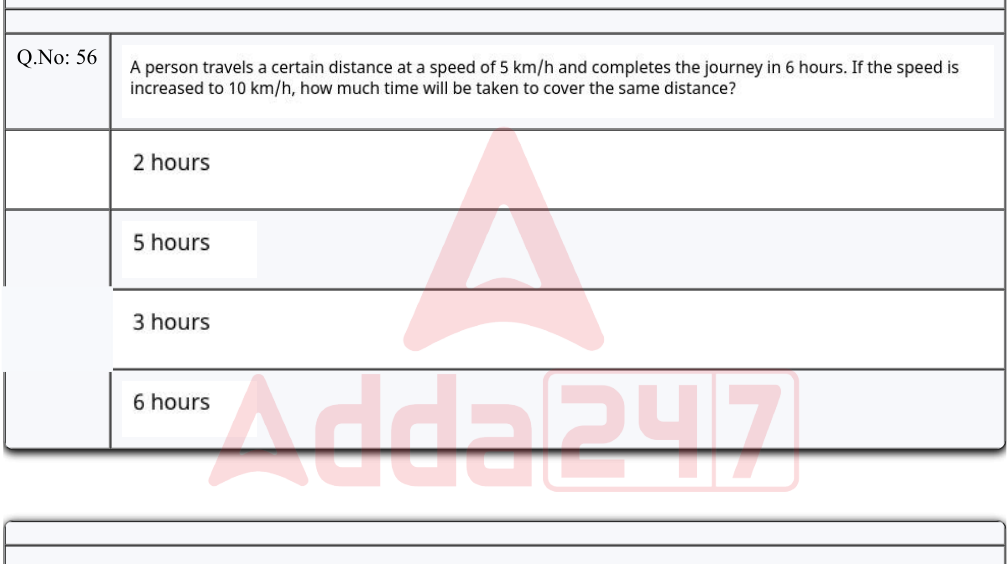 Q.No: 56
A person travels a certain distance at a speed of 5 km/h and completes the journey in 6 hours. If the speed is
increased to 10 km/h, how much time will be taken to cover the same distance?
2 hours
5 hours
3 hours
6 hours
Adda247